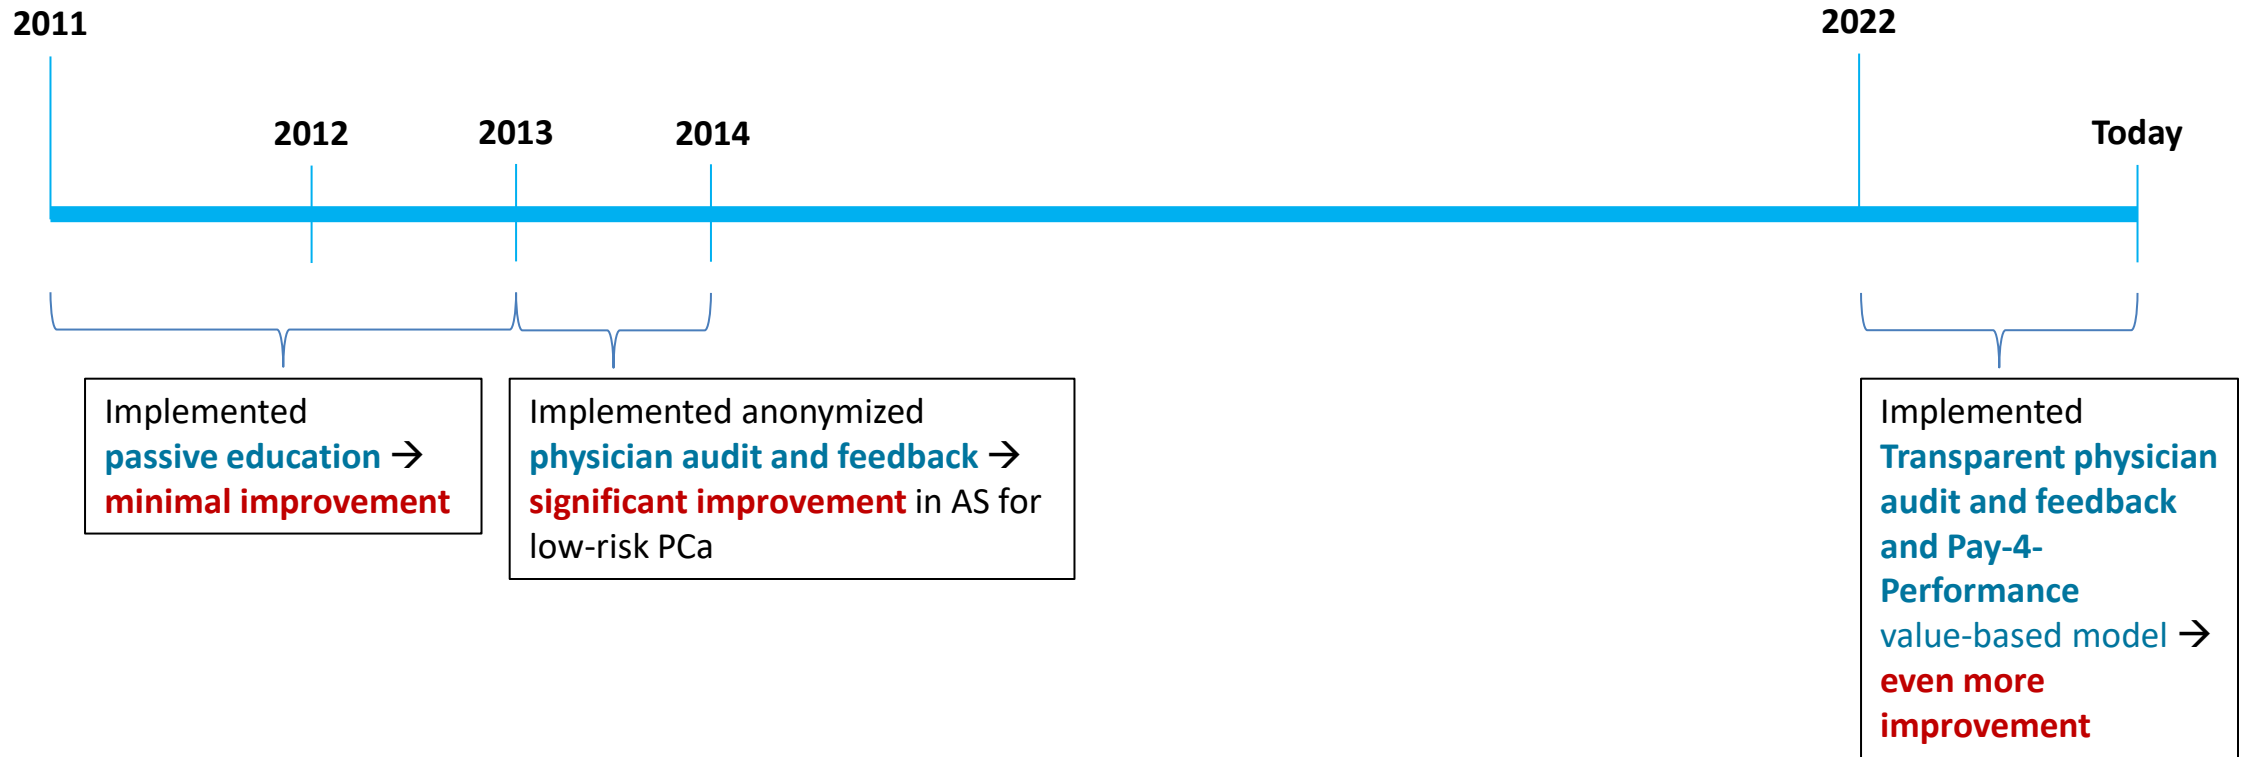 2011
2022
2012
2013
2014
Today
Implemented
passive education →
minimal improvement
Implemented anonymized
physician audit and feedback →
significant improvement in AS for
low-risk PCa
Implemented
Transparent physician
audit and feedback
and Pay-4-
Performance
value-based model →
even more
improvement